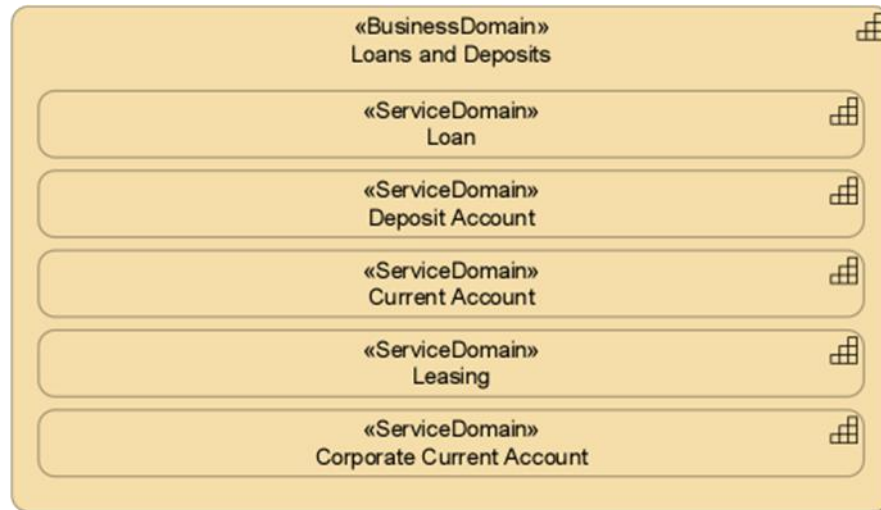 «BusinessDomain»
Loans and Deposits
«ServiceDomain»
Loan
«ServiceDomain»
Deposit Account
«ServiceDomain»
Current Account
«ServiceDomain»
Leasing
«ServiceDomain»
Corporate Current Account